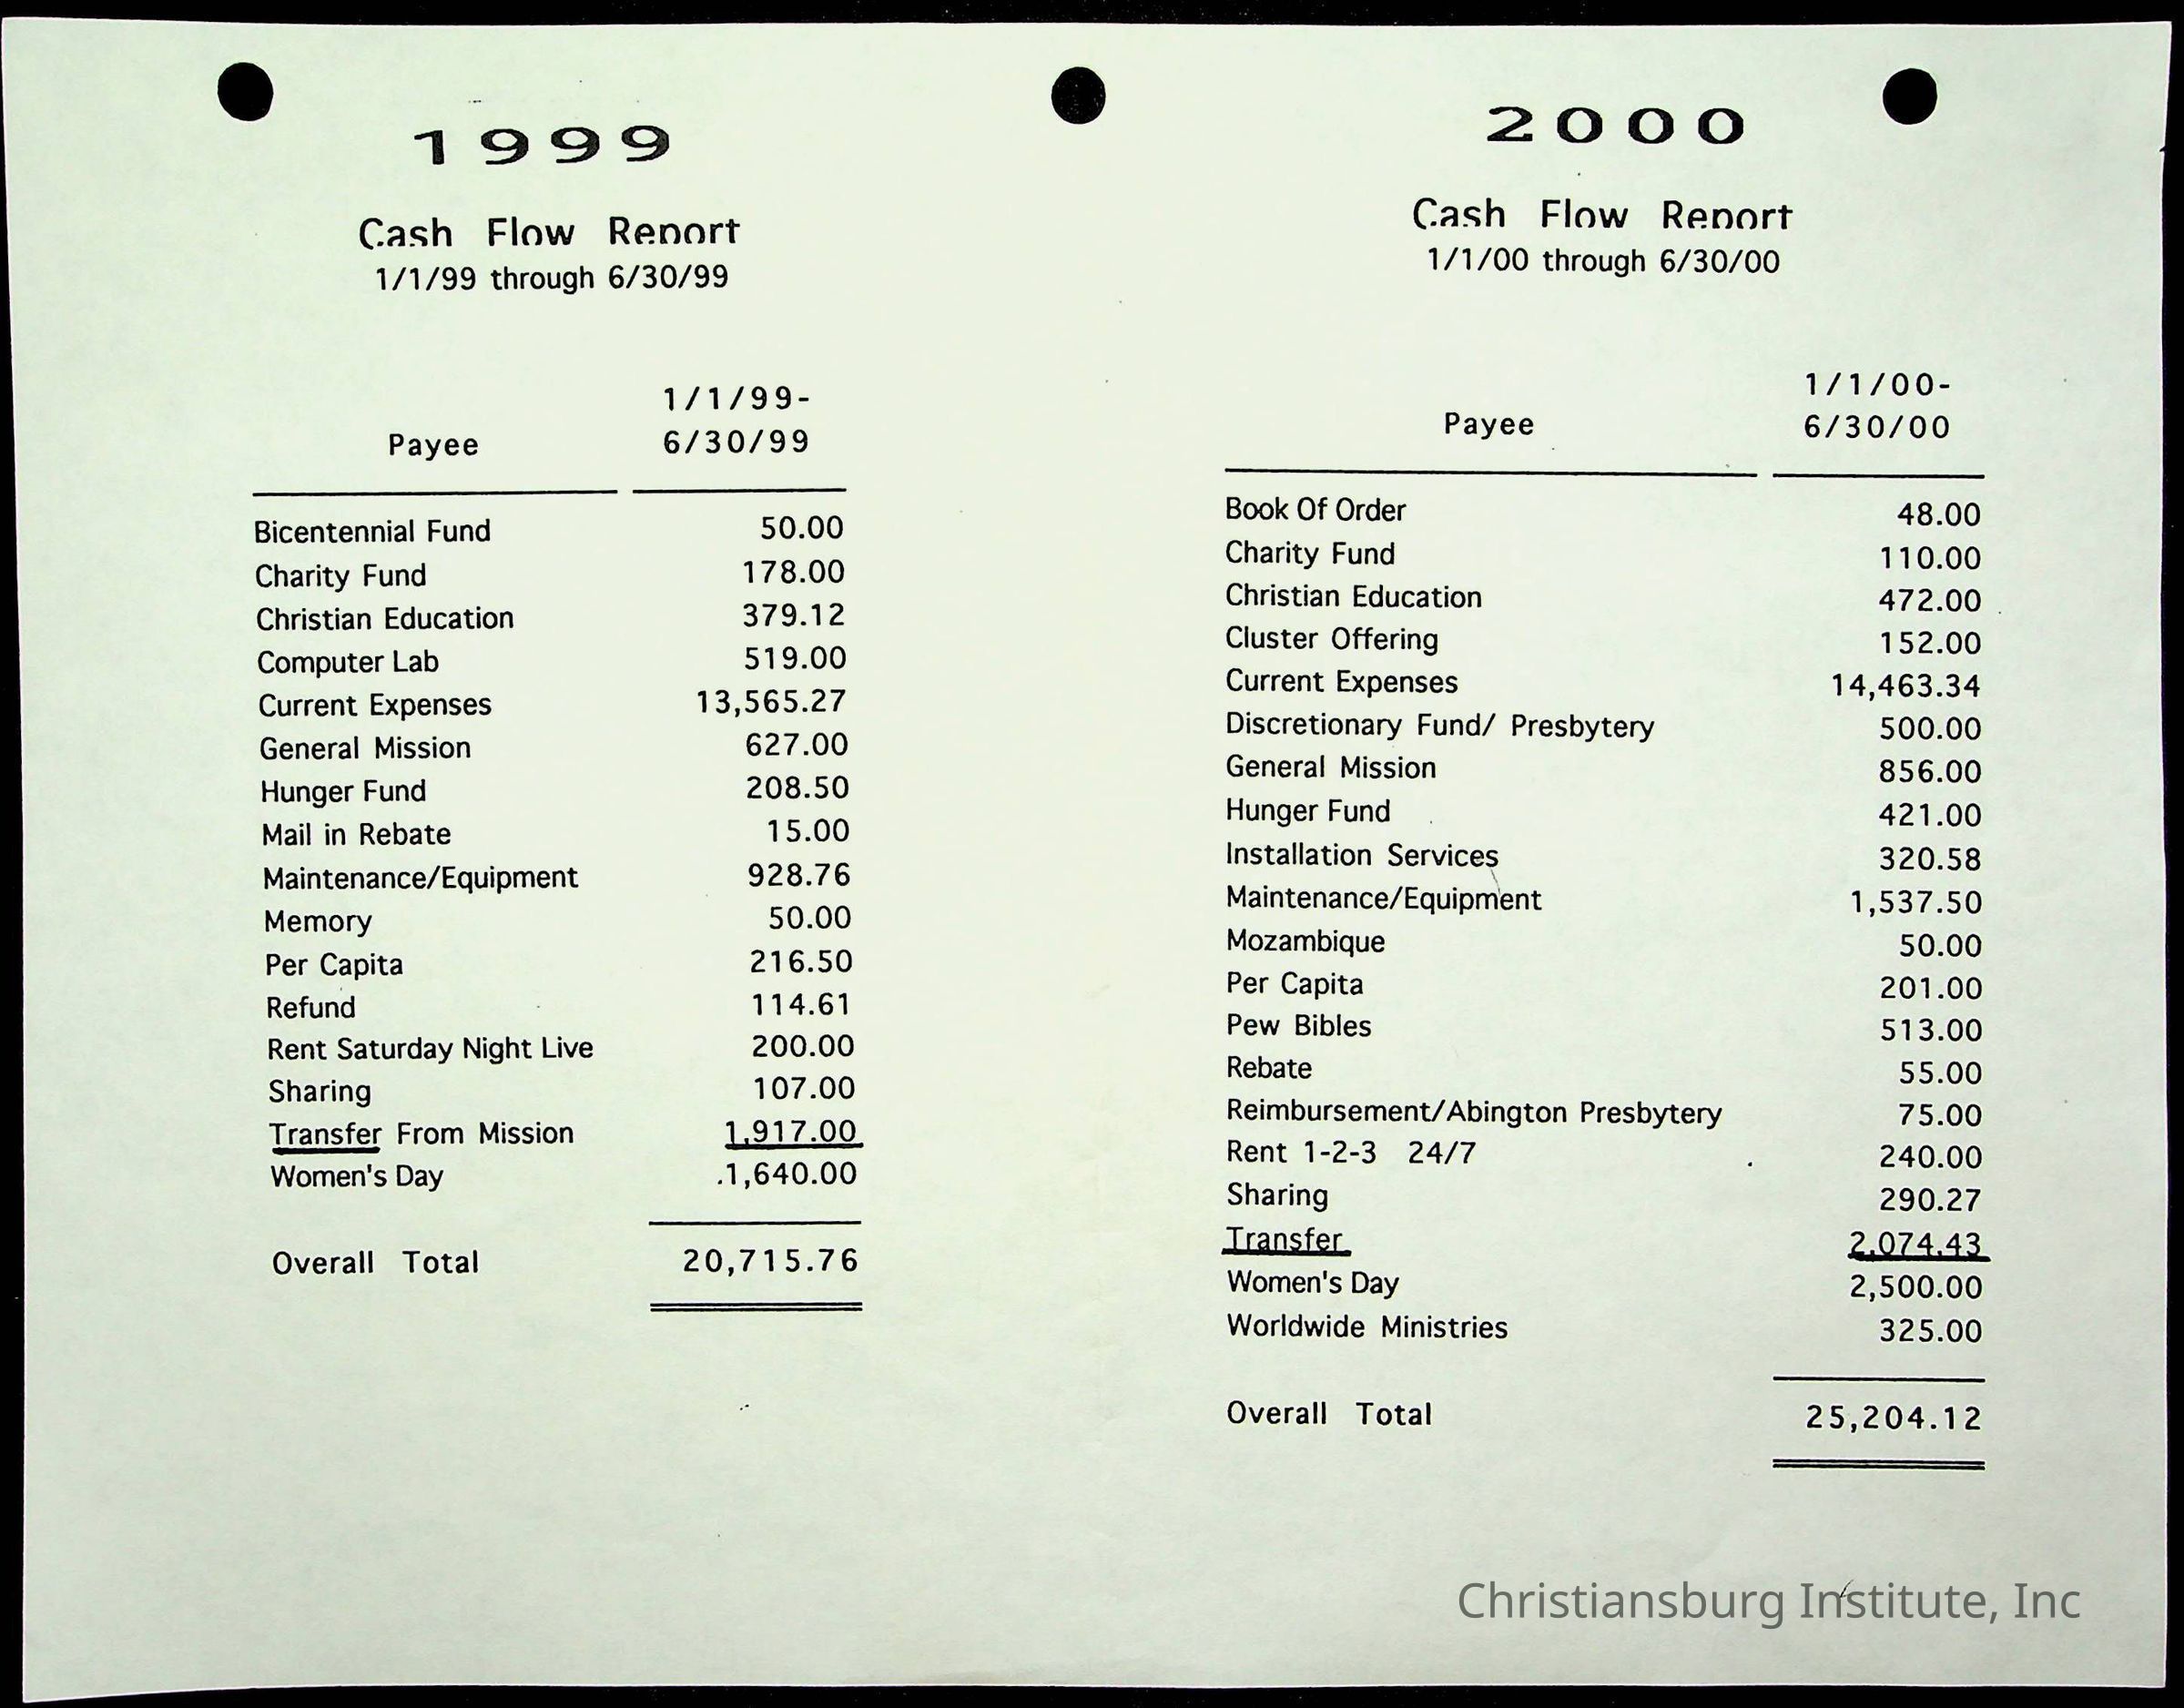 1999
Cash Flow Report
1/1/99 through 6/30/99
1/1/99-
Payee 6/30/99
Bicentennial Fund 50.00
Charity Fund 178.00
Christian Education 379.12
Computer Lab 519.00
Current Expenses 13,565.27
General Mission 627.00
Hunger Fund 208.50
Mail in Rebate 15.00
Maintenance/Equipment 928.76
Memory 50.00
Per Capita 216.50
Refund 114.61
Rent Saturday Night Live 200.00
Sharing 107.00
Transfer From Mission 1,917.00
Women's Day 1,640.00
Overall Total 20,715.76
2000
Cash Flow Report
1/1/00 through 6/30/00
1/1/00-
Payee 6/30/00
Book Of Order 48.00
Charity Fund 110.00
Christian Education 472.00
Cluster Offering 152.00
Current Expenses 14,463.34
Discretionary Fund/ Presbytery 500.00
General Mission 856.00
Hunger Fund 421.00
Installation Services 320.58
Maintenance/Equipment 1,537.50
Mozambique 50.00
Per Capita 201.00
Pew Bibles 513.00
Rebate 55.00
Reimbursement/Abington Presbytery 75.00
Rent 1-2-3 24/7 240.00
Sharing 290.27
Transfer 2,074.43
Women's Day 2,500.00
Worldwide Ministries 325.00
Overall Total 25,204.12
Christiansburg Institute, Inc